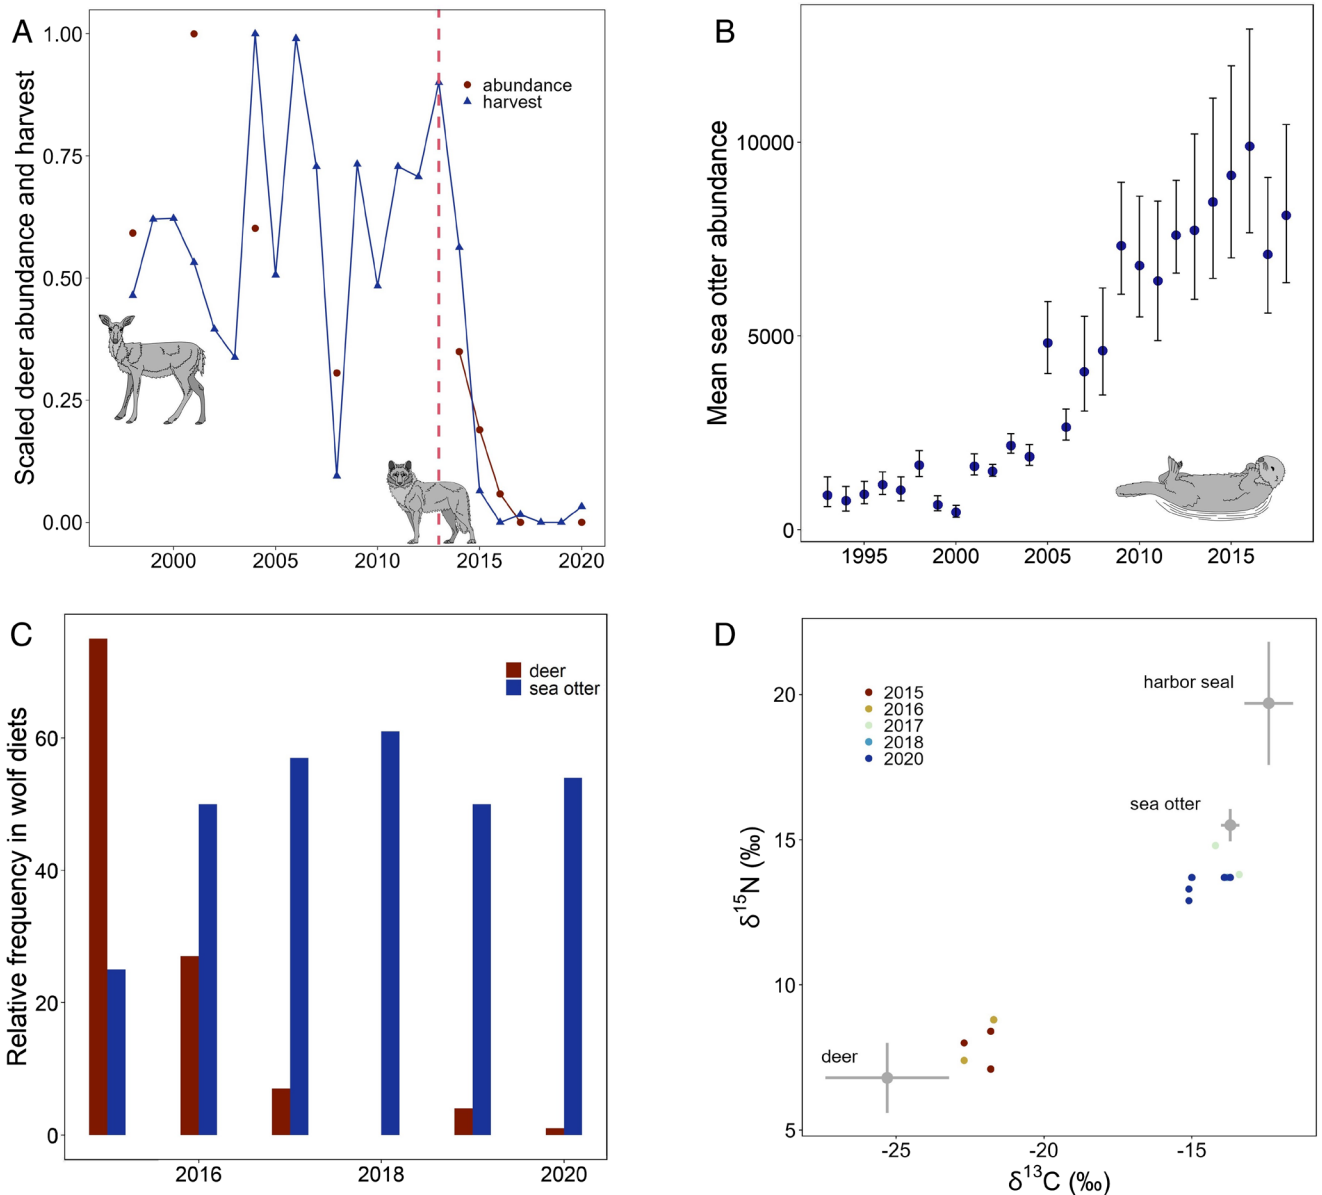 A
Scaled deer abundance and harvest
1.00
0.75
0.50
0.25
0.00
abundance
harvest
2000 2005 2010 2015 2020
B
Mean sea otter abundance
10000
5000
0
1995 2000 2005 2010 2015
C
Relative frequency in wolf diets
60
40
20
0
deer
sea otter
2016 2018 2020
D
δ¹⁵N (‰)
20
15
10
5
2015
2016
2017
2018
2020
harbor seal
sea otter
deer
-25 -20 -15
δ¹³C (‰)